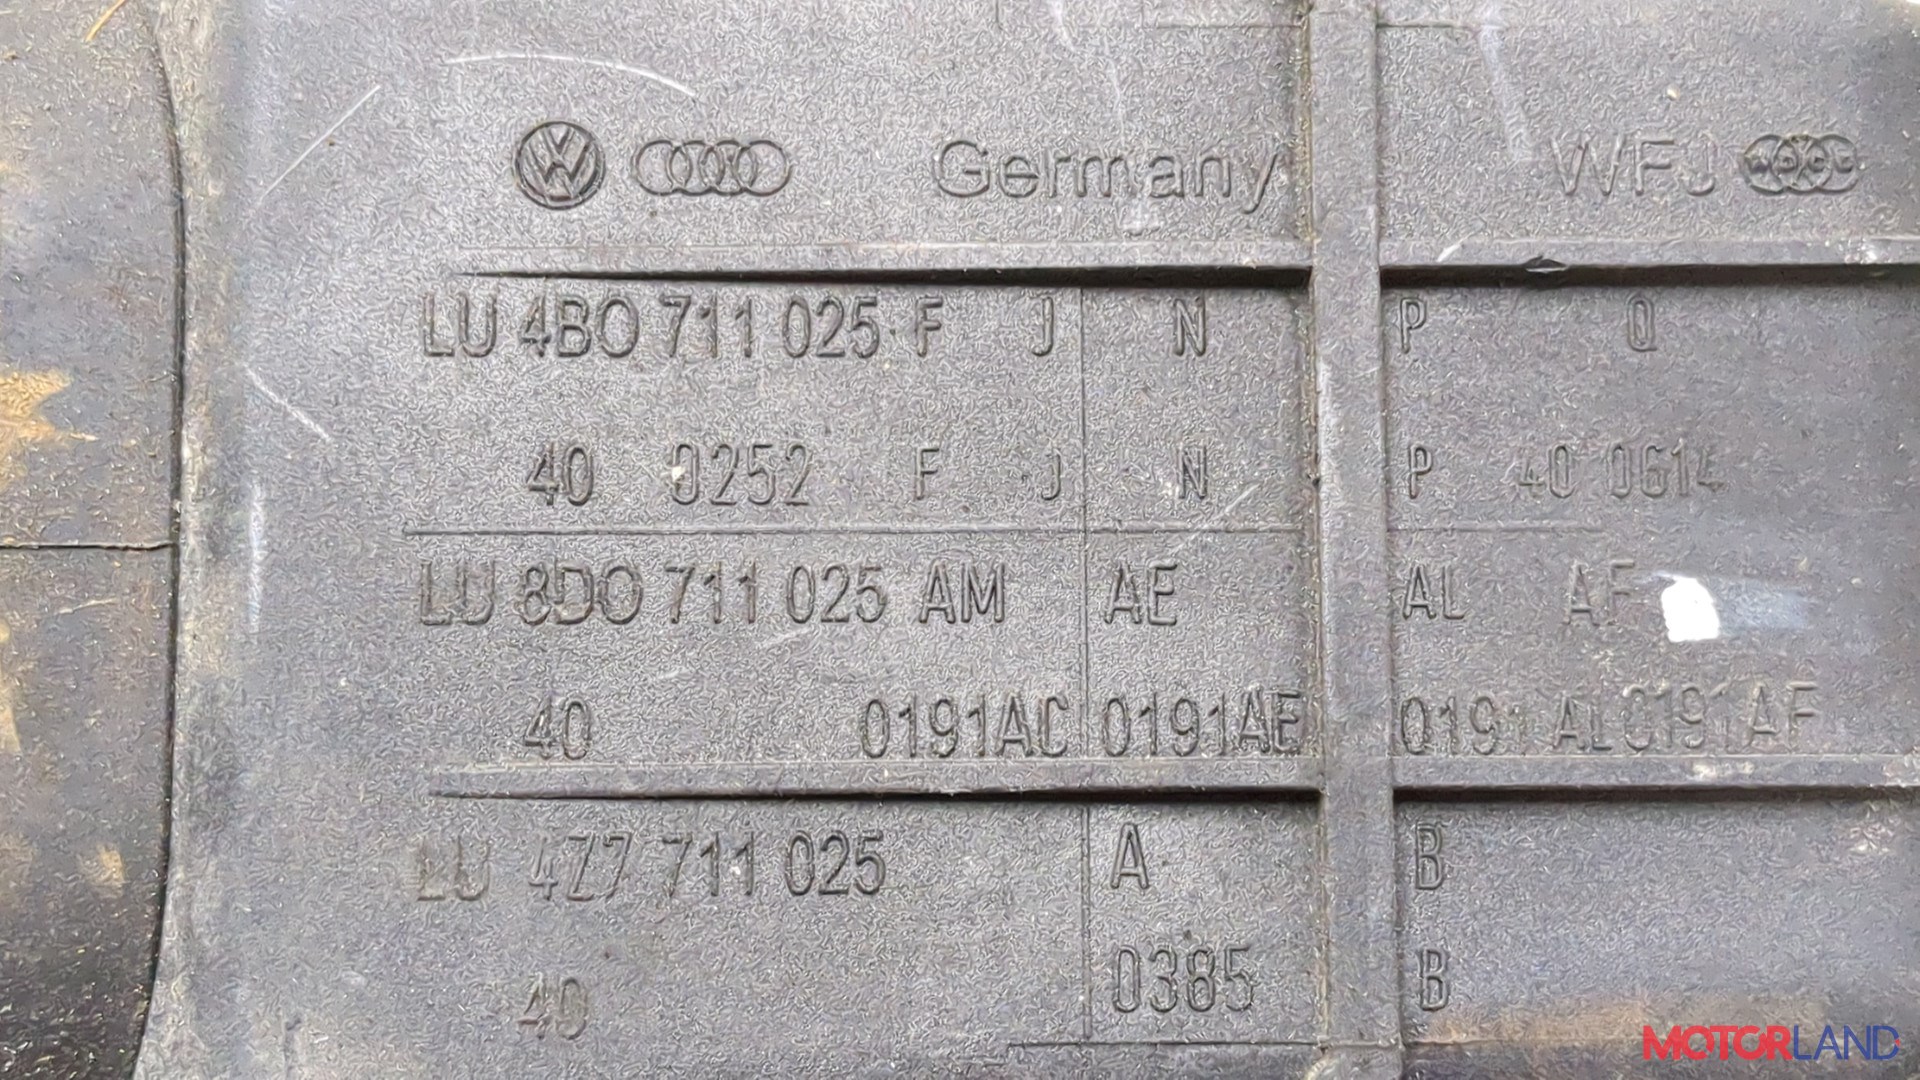 Germany WFJ
LU 4B0 711 025 F J N P Q
40 0252 F J N P 40 0614
LU 8D0 711 025 AM AE AL AF
40 0191AC 0191AE 0191 AL 0191AF
LU 4Z7 711 025 A B
40 0385 B
MOTORLAND